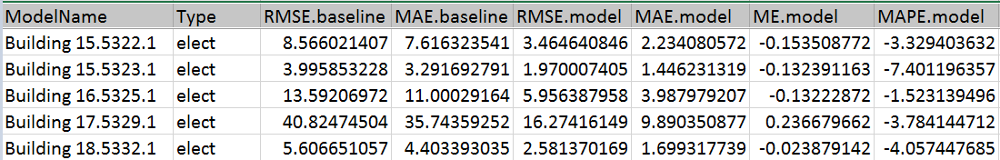 ModelName Type RMSE.baseline MAE.baseline RMSE.model MAE.model ME.model MAPE.model
Building 15.5322.1 elect 8.566021407 7.616323541 3.464640846 2.234080572 -0.153508772 -3.329403632
Building 15.5323.1 elect 3.995853228 3.291692791 1.970007405 1.446231319 -0.132391163 -7.401196357
Building 16.5325.1 elect 13.59206972 11.00029164 5.956387958 3.987979207 -0.13222872 -1.523139496
Building 17.5329.1 elect 40.82474504 35.74359252 16.27416149 9.890350877 0.236679662 -3.784144712
Building 18.5332.1 elect 5.606651057 4.403393035 2.581370169 1.699317739 -0.023879142 -4.057447685